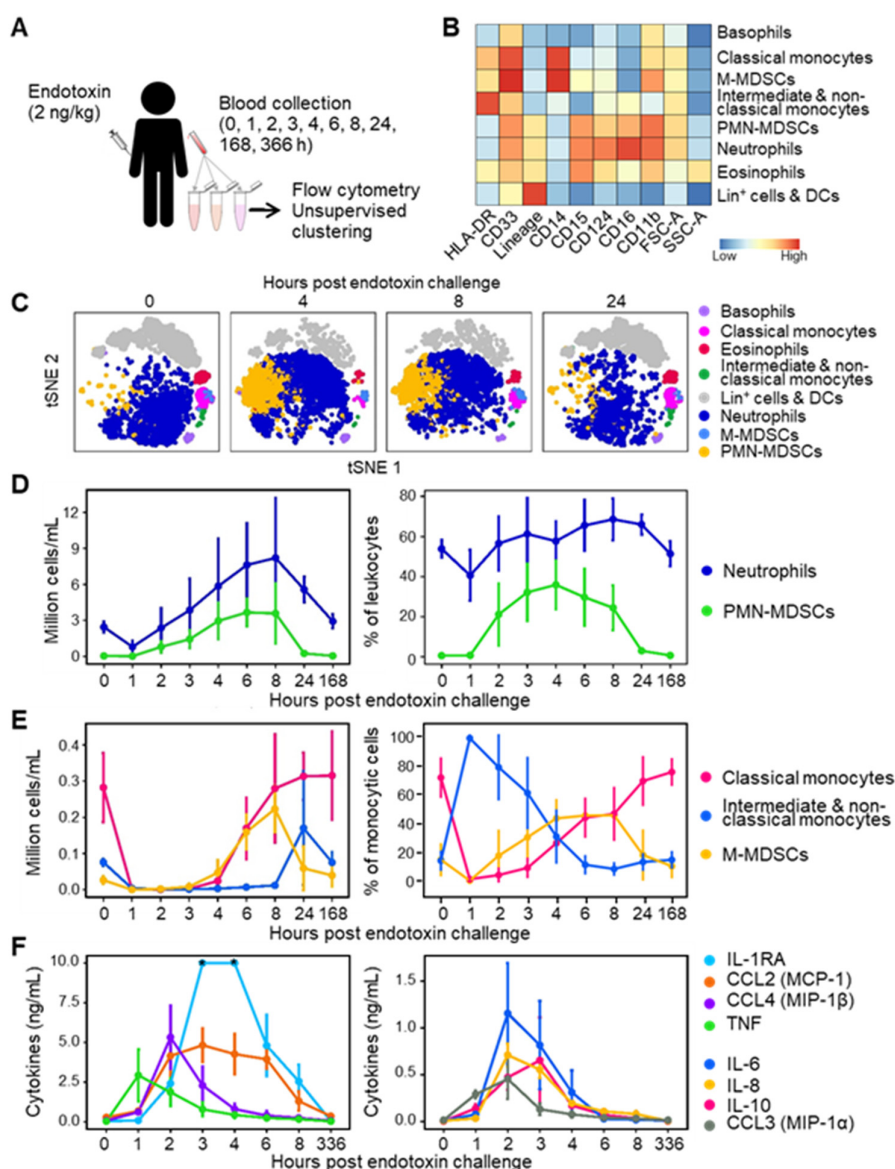 A
Endotoxin
(2 ng/kg)
Blood collection
(0, 1, 2, 3, 4, 6, 8, 24,
168, 366 h)
Flow cytometry
Unsupervised
clustering
B
Basophils
Classical monocytes
M-MDSCs
Intermediate & non-
classical monocytes
PMN-MDSCs
Neutrophils
Eosinophils
Lin⁺ cells & DCs
HLA-DR
CD33
Lineage
CD14
CD15
CD124
CD16
CD11b
FSC-A
SSC-A
Low
High
C
Hours post endotoxin challenge
0
4
8
24
tSNE 2
tSNE 1
Basophils
Classical monocytes
Eosinophils
Intermediate & non-
classical monocytes
Lin⁺ cells & DCs
Neutrophils
M-MDSCs
PMN-MDSCs
D
Million cells/mL
12
9
6
3
0
0 1 2 3 4 6 8 24 168
% of leukocytes
80
60
40
20
0
0 1 2 3 4 6 8 24 168
Hours post endotoxin challenge
Neutrophils
PMN-MDSCs
E
Million cells/mL
0.4
0.3
0.2
0.1
0.0
0 1 2 3 4 6 8 24 168
Hours post endotoxin challenge
% of monocytic cells
100
80
60
40
20
0
0 1 2 3 4 6 8 24 168
Hours post endotoxin challenge
Classical monocytes
Intermediate & non-
classical monocytes
M-MDSCs
F
Cytokines (ng/mL)
10.0
7.5
5.0
2.5
0.0
* *
0 1 2 3 4 6 8 336
Cytokines (ng/mL)
1.5
1.0
0.5
0.0
0 1 2 3 4 6 8 336
Hours post endotoxin challenge
IL-1RA
CCL2 (MCP-1)
CCL4 (MIP-1β)
TNF
IL-6
IL-8
IL-10
CCL3 (MIP-1α)